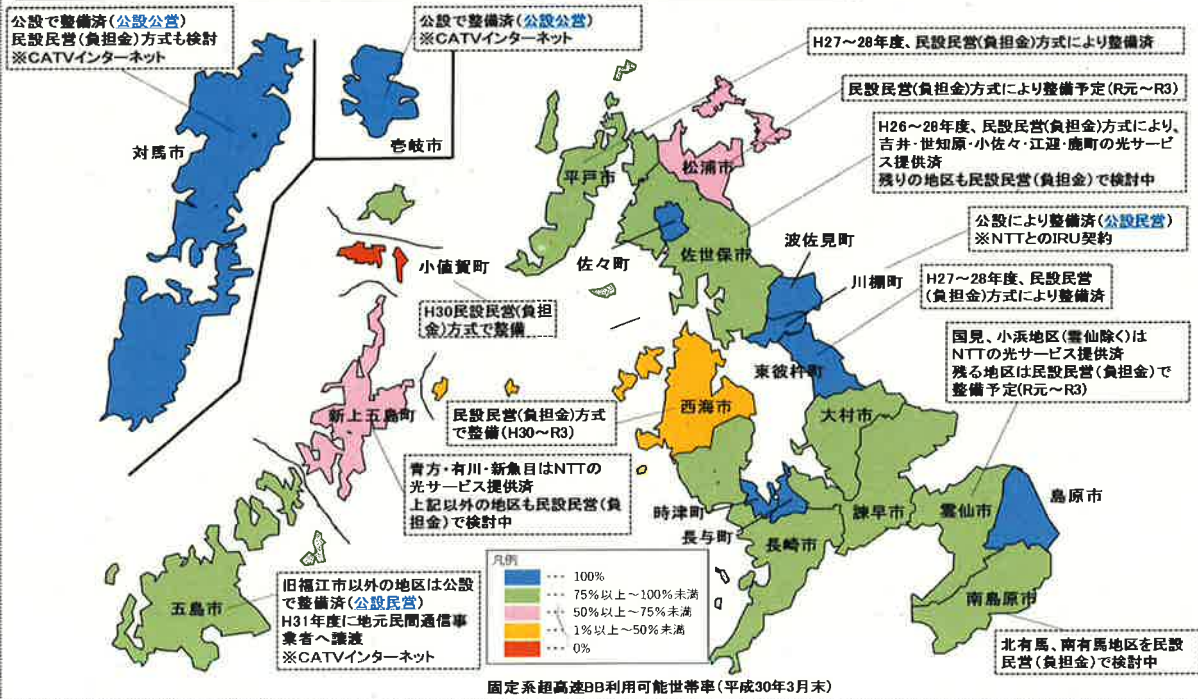 公設で整備済(公設公営)
民設民営(負担金)方式も検討
※CATVインターネット
公設で整備済(公設公営)
※CATVインターネット
H27～28年度、民設民営(負担金)方式により整備済
民設民営(負担金)方式により整備予定(R元～R3)
H26～28年度、民設民営(負担金)方式により、
吉井・世知原・小佐々・江迎・鹿町の光サービ
ス提供済
残りの地区も民設民営(負担金)で検討中
対馬市
壱岐市
平戸市
松浦市
公設により整備済(公設民営)
※NTTとのIRU契約
波佐見町
佐々町
佐世保市
小値賀町
川棚町
H27～28年度、民設民営
(負担金)方式により整備済
H30民設民営(負担
金)方式で整備
国見、小浜地区(雲仙除く)は
NTTの光サービス提供済
残る地区は民設民営(負担金)で
整備予定(R元～R3)
東彼杵町
新上五島町
民設民営(負担金)方式
で整備(H30～R3)
西海市
大村市
青方・有川・新魚目はNTTの
光サービス提供済
上記以外の地区も民設民営(負
担金)で検討中
島原市
時津町
長与町
長崎市
諫早市
雲仙市
凡例
100%
75%以上～100%未満
50%以上～75%未満
1%以上～50%未満
0%
五島市
旧福江市以外の地区は公設
で整備済(公設民営)
H31年度に地元民間通信事
業者へ譲渡
※CATVインターネット
南島原市
北有馬、南有馬地区を民設
民営(負担金)で検討中
固定系超高速BB利用可能世帯率(平成30年3月末)